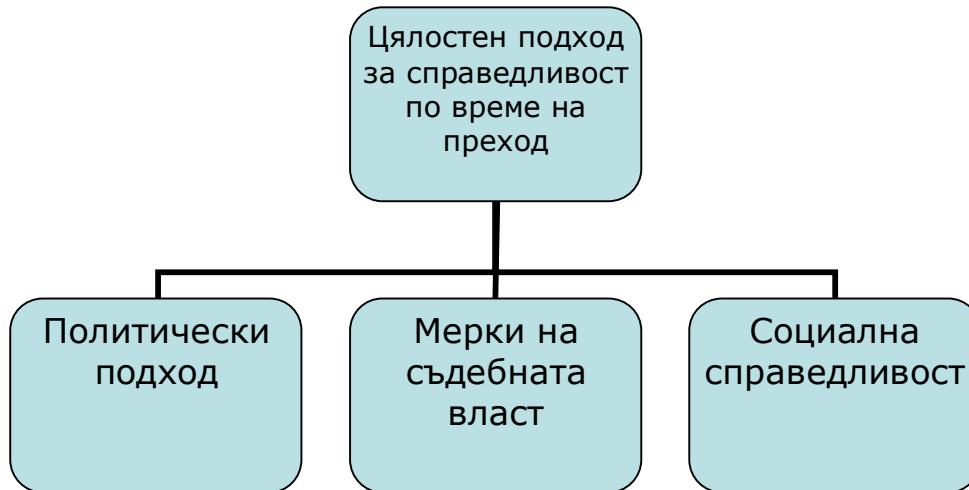 Цялостен подход
за справедливост
по време на
преход
Политически
подход
Мерки на
съдебната
власт
Социална
справедливост